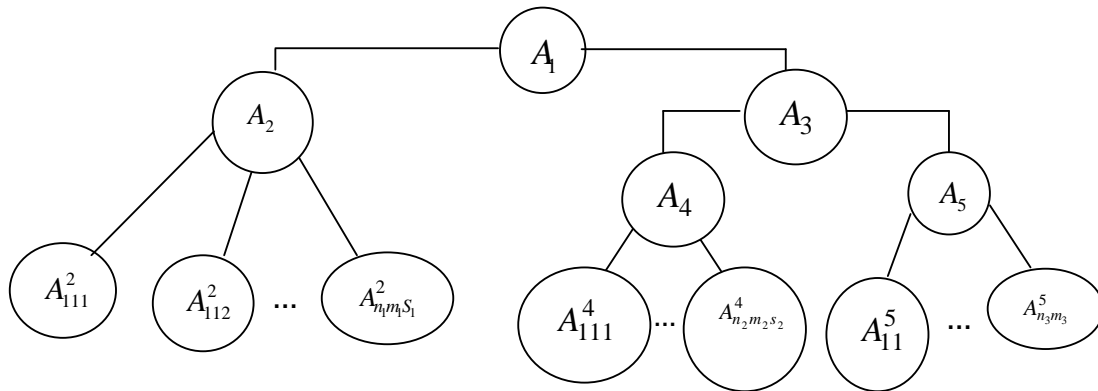 A₁
A₂
A₃
A₄
A₅
A²₁₁₁
A²₁₁₂
...
A²ₙ₁ₘ₁S₁
A⁴₁₁₁
...
A⁴ₙ₂ₘ₂ₛ₂
A⁵₁₁
...
A⁵ₙ₃ₘ₃